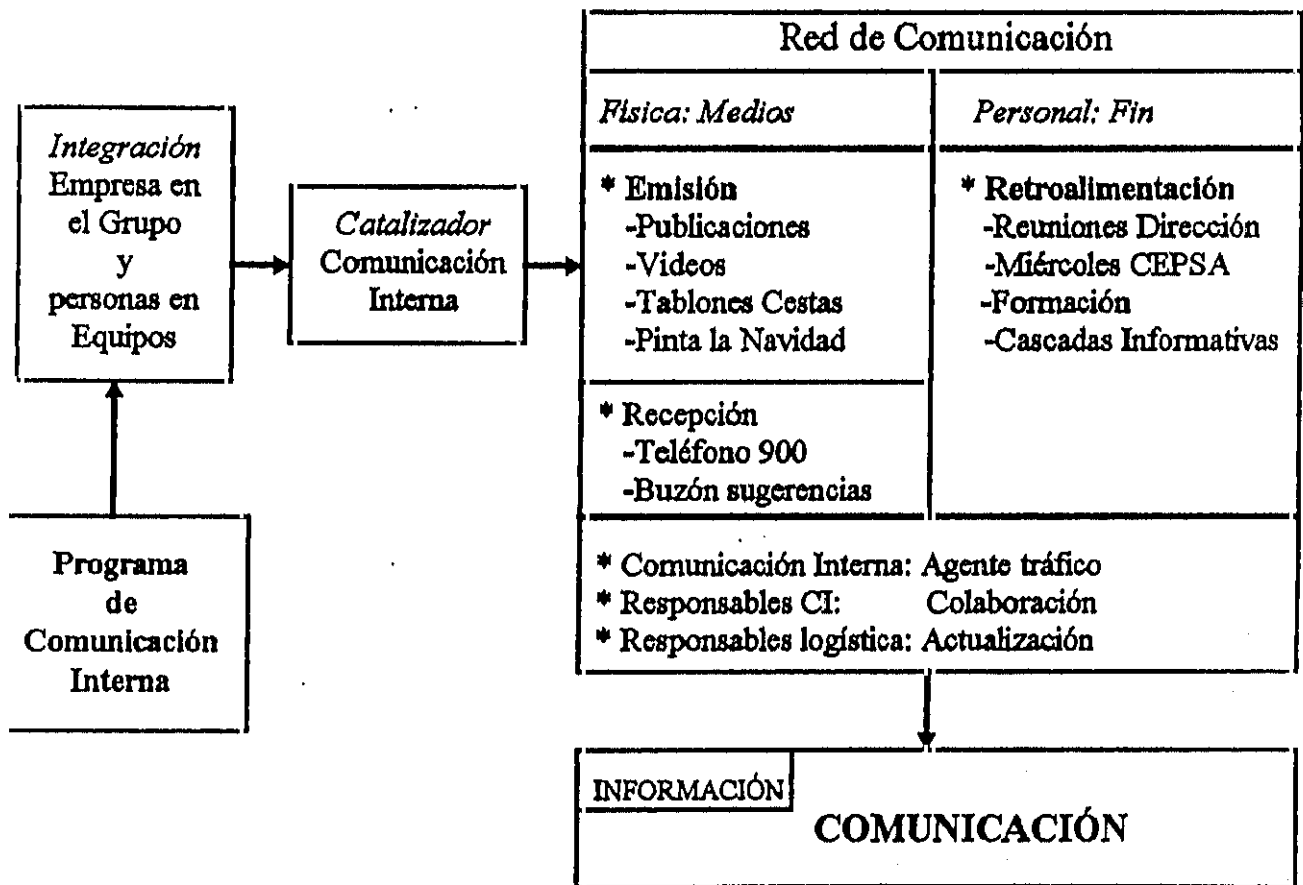 Red de Comunicación
Física: Medios
Personal: Fin
Integración
Empresa en
el Grupo
y
personas en
Equipos
Catalizador
Comunicación
Interna
* Emisión
-Publicaciones
-Videos
-Tablones Cestas
-Pinta la Navidad
* Retroalimentación
-Reuniones Dirección
-Miércoles CEPSA
-Formación
-Cascadas Informativas
* Recepción
-Teléfono 900
-Buzón sugerencias
Programa
de
Comunicación
Interna
* Comunicación Interna: Agente tráfico
* Responsables CI: Colaboración
* Responsables logística: Actualización
INFORMACIÓN
COMUNICACIÓN